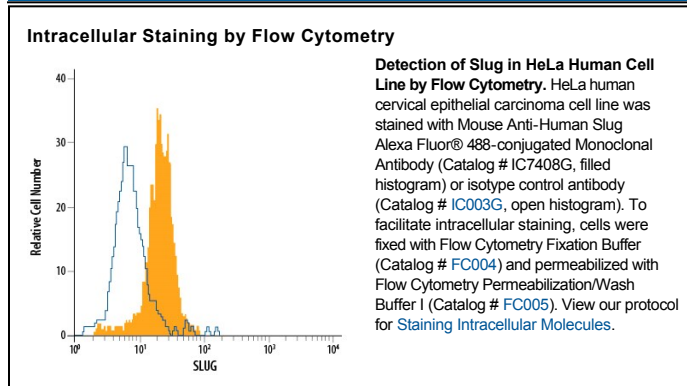 Intracellular Staining by Flow Cytometry
40
30
20
10
0
Relative Cell Number
10⁰ 10¹ 10² 10³ 10⁴
SLUG
Detection of Slug in HeLa Human Cell
Line by Flow Cytometry. HeLa human
cervical epithelial carcinoma cell line was
stained with Mouse Anti-Human Slug
Alexa Fluor® 488-conjugated Monoclonal
Antibody (Catalog # IC7408G, filled
histogram) or isotype control antibody
(Catalog # IC003G, open histogram). To
facilitate intracellular staining, cells were
fixed with Flow Cytometry Fixation Buffer
(Catalog # FC004) and permeabilized with
Flow Cytometry Permeabilization/Wash
Buffer I (Catalog # FC005). View our protocol
for Staining Intracellular Molecules.